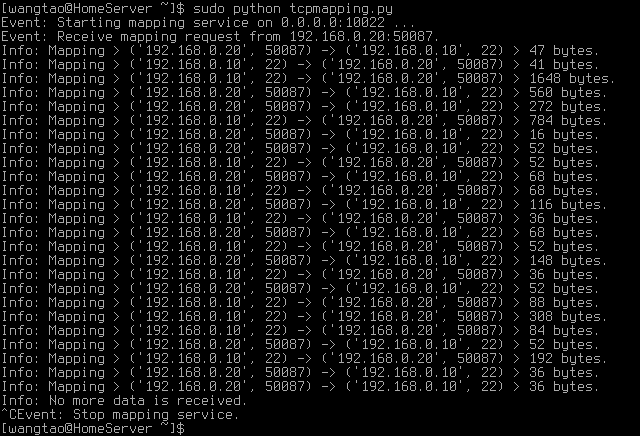 [wangtao@HomeServer ~]$ sudo python tcpmapping.py
Event: Starting mapping service on 0.0.0.0:10022 ...
Event: Receive mapping request from 192.168.0.20:50087.
Info: Mapping > ('192.168.0.20', 50087) -> ('192.168.0.10', 22) > 47 bytes.
Info: Mapping > ('192.168.0.10', 22) -> ('192.168.0.20', 50087) > 41 bytes.
Info: Mapping > ('192.168.0.10', 22) -> ('192.168.0.20', 50087) > 1648 bytes.
Info: Mapping > ('192.168.0.20', 50087) -> ('192.168.0.10', 22) > 560 bytes.
Info: Mapping > ('192.168.0.20', 50087) -> ('192.168.0.10', 22) > 272 bytes.
Info: Mapping > ('192.168.0.10', 22) -> ('192.168.0.20', 50087) > 784 bytes.
Info: Mapping > ('192.168.0.20', 50087) -> ('192.168.0.10', 22) > 16 bytes.
Info: Mapping > ('192.168.0.20', 50087) -> ('192.168.0.10', 22) > 52 bytes.
Info: Mapping > ('192.168.0.10', 22) -> ('192.168.0.20', 50087) > 52 bytes.
Info: Mapping > ('192.168.0.20', 50087) -> ('192.168.0.10', 22) > 68 bytes.
Info: Mapping > ('192.168.0.10', 22) -> ('192.168.0.20', 50087) > 68 bytes.
Info: Mapping > ('192.168.0.20', 50087) -> ('192.168.0.10', 22) > 116 bytes.
Info: Mapping > ('192.168.0.10', 22) -> ('192.168.0.20', 50087) > 36 bytes.
Info: Mapping > ('192.168.0.20', 50087) -> ('192.168.0.10', 22) > 68 bytes.
Info: Mapping > ('192.168.0.10', 22) -> ('192.168.0.20', 50087) > 52 bytes.
Info: Mapping > ('192.168.0.20', 50087) -> ('192.168.0.10', 22) > 148 bytes.
Info: Mapping > ('192.168.0.10', 22) -> ('192.168.0.20', 50087) > 36 bytes.
Info: Mapping > ('192.168.0.20', 50087) -> ('192.168.0.10', 22) > 52 bytes.
Info: Mapping > ('192.168.0.10', 22) -> ('192.168.0.20', 50087) > 88 bytes.
Info: Mapping > ('192.168.0.10', 22) -> ('192.168.0.20', 50087) > 308 bytes.
Info: Mapping > ('192.168.0.10', 22) -> ('192.168.0.20', 50087) > 84 bytes.
Info: Mapping > ('192.168.0.20', 50087) -> ('192.168.0.10', 22) > 52 bytes.
Info: Mapping > ('192.168.0.10', 22) -> ('192.168.0.20', 50087) > 192 bytes.
Info: Mapping > ('192.168.0.20', 50087) -> ('192.168.0.10', 22) > 36 bytes.
Info: Mapping > ('192.168.0.20', 50087) -> ('192.168.0.10', 22) > 36 bytes.
Info: No more data is received.
^CEvent: Stop mapping service.
[wangtao@HomeServer ~]$